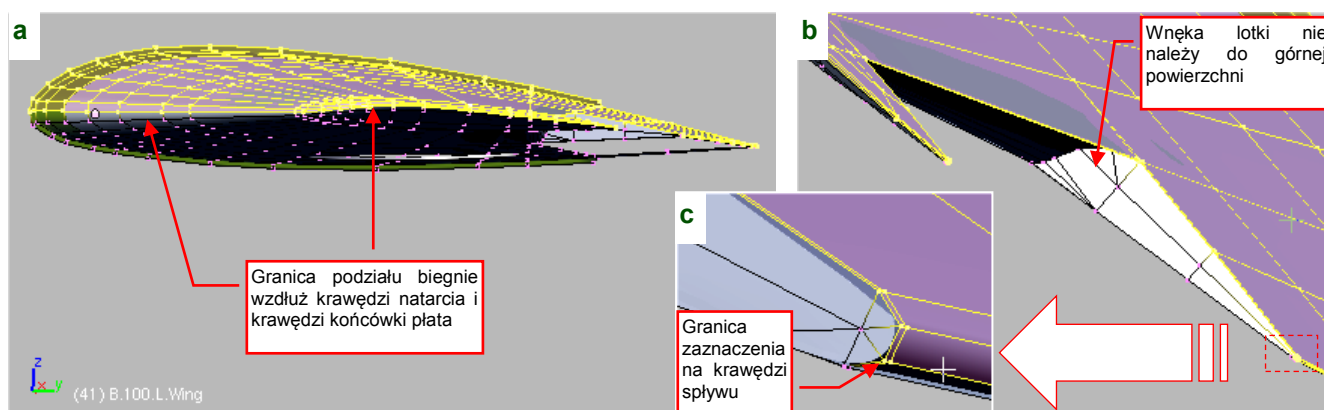 a
Granica podziału biegnie
wzdłuż krawędzi natarcia i
krawędzi końcówki płata
z
x
y
(41) B.100.L.Wing
b
Wnęka lotki nie
należy do górnej
powierzchni
c
Granica
zaznaczenia
na krawędzi
spływu